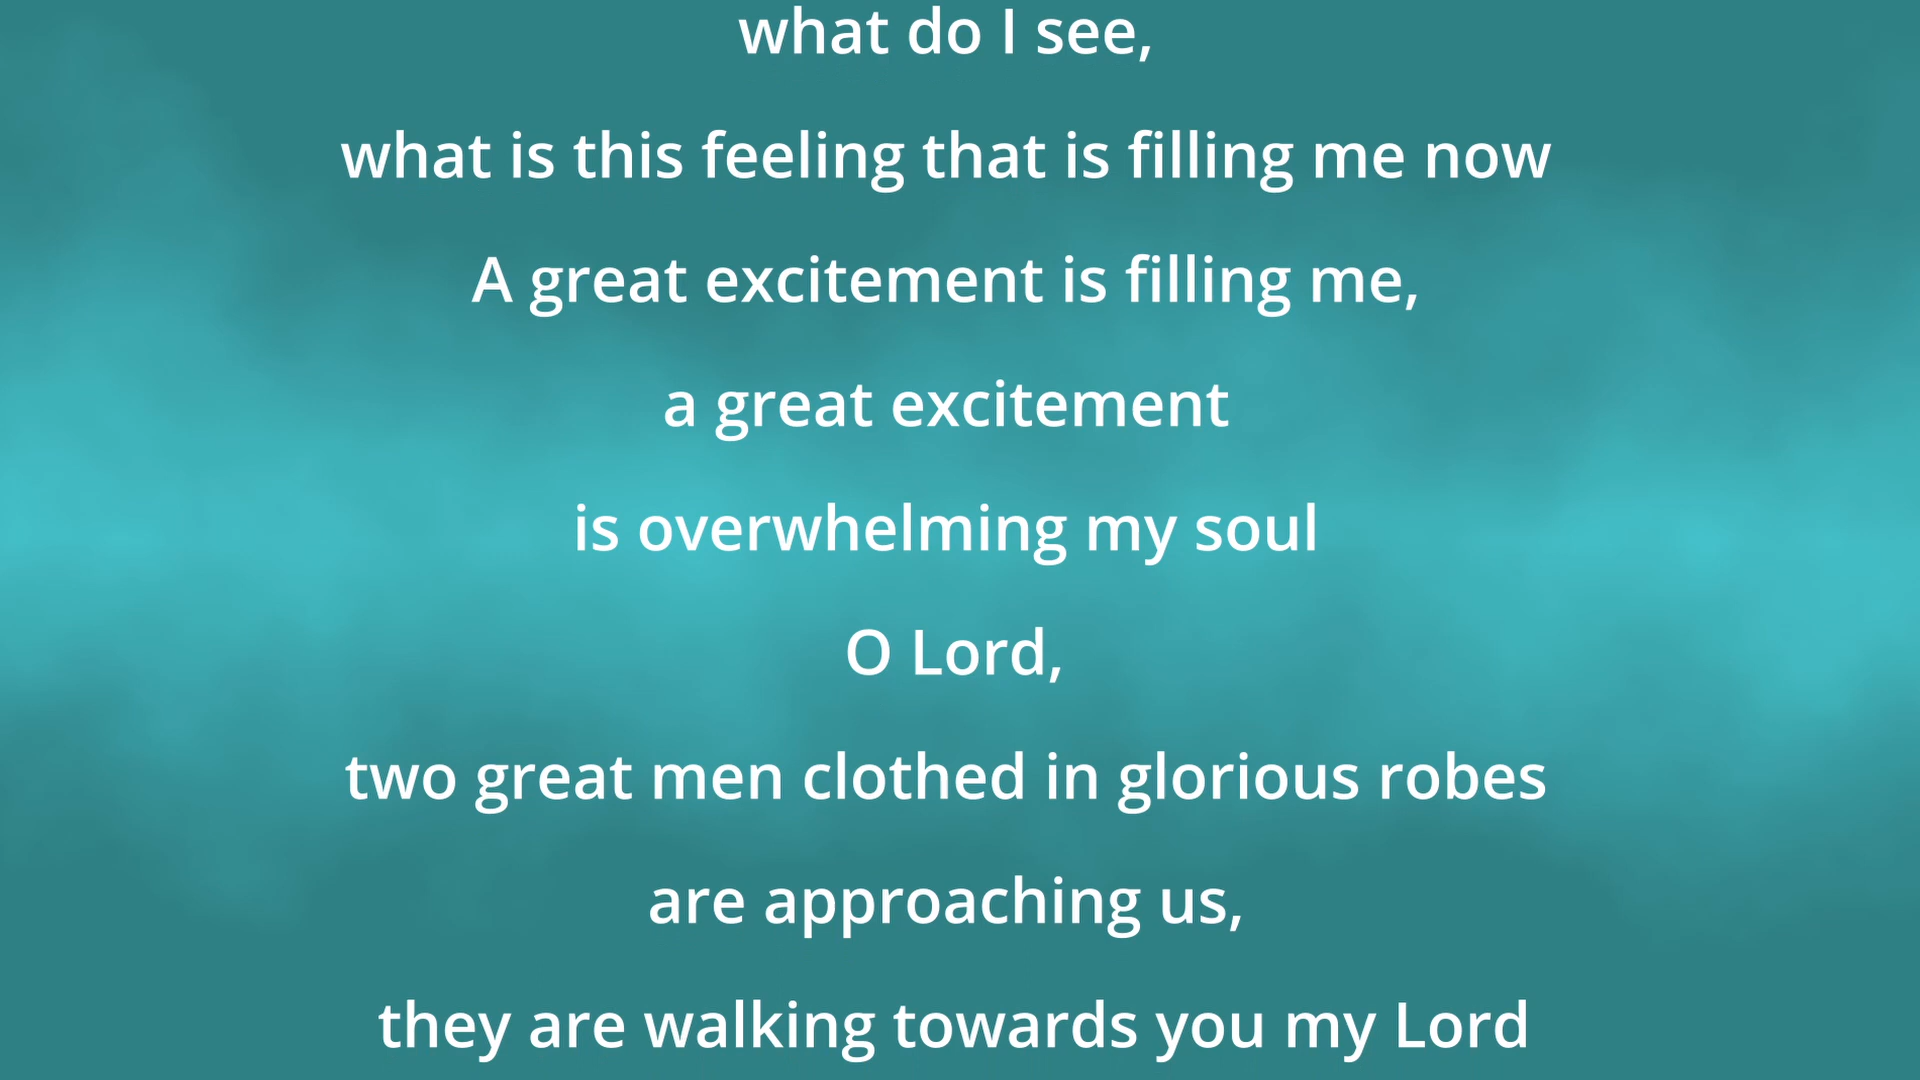 what do I see,
what is this feeling that is filling me now
A great excitement is filling me,
a great excitement
is overwhelming my soul
O Lord,
two great men clothed in glorious robes
are approaching us,
they are walking towards you my Lord